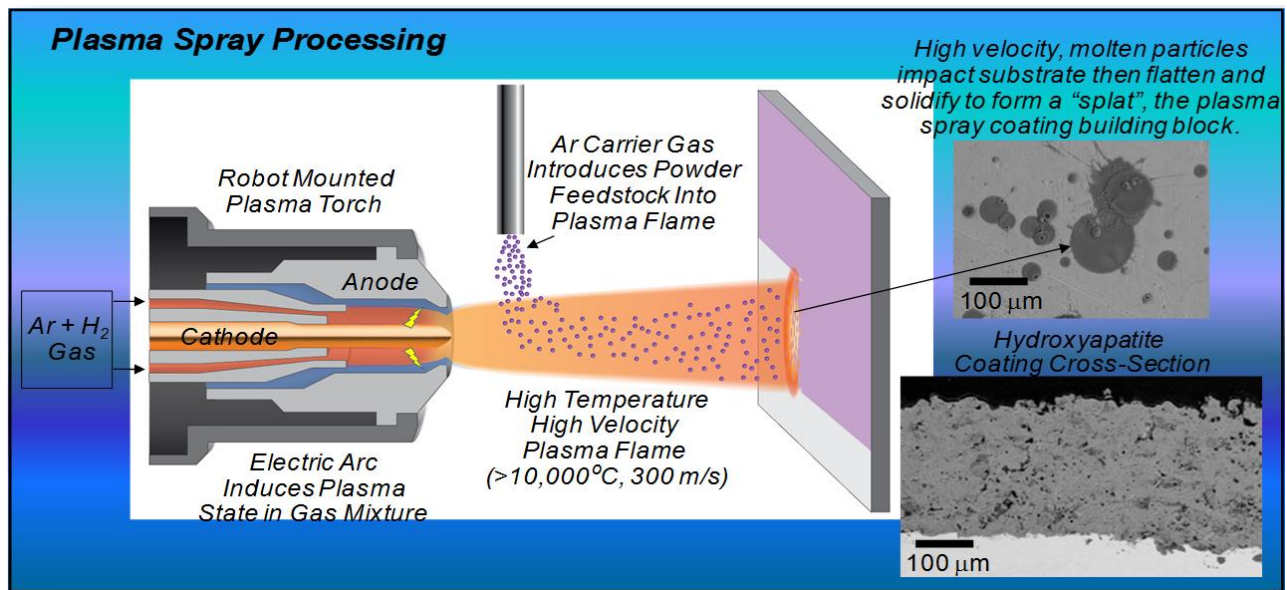 Plasma Spray Processing
Robot Mounted
Plasma Torch
Ar + H₂
Gas
Anode
Cathode
Electric Arc
Induces Plasma
State in Gas Mixture
Ar Carrier Gas
Introduces Powder
Feedstock Into
Plasma Flame
High Temperature
High Velocity
Plasma Flame
(>10,000°C, 300 m/s)
High velocity, molten particles
impact substrate then flatten and
solidify to form a “splat”, the plasma
spray coating building block.
100 μm
Hydroxyapatite
Coating Cross-Section
100 μm